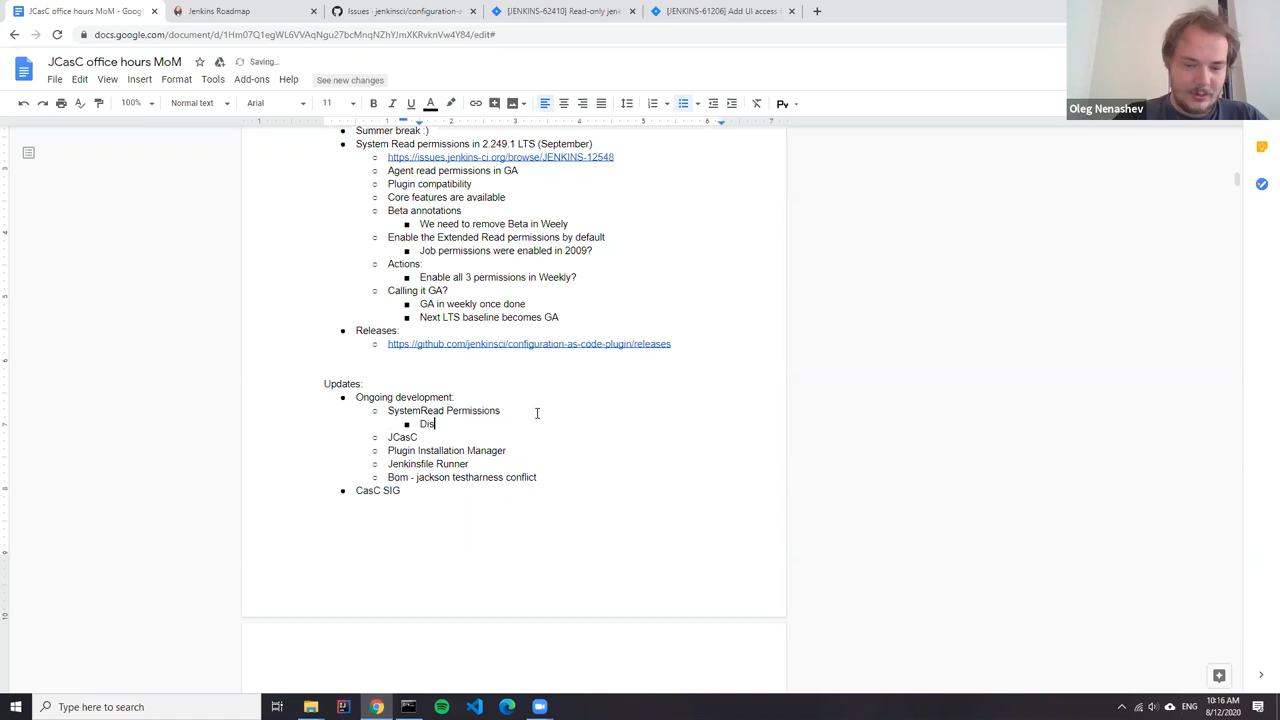 JCasC office hours MoM - Googl
Jenkins Roadmap
Issues · jenkinsci/configuration-a
[JENKINS-62410] Read-only jenk
[JENKINS-61206] Add UI access f
docs.google.com/document/d/1Hm07Q1egWL6VVAqNgu27bcMnqNZhYJmXKRvknVw4Y84/edit#
JCasC office hours MoM
Saving...
File Edit View Insert Format Tools Add-ons Help See new changes
100% Normal text Arial 11
Oleg Nenashev
Summer break :)
System Read permissions in 2.249.1 LTS (September)
https://issues.jenkins-ci.org/browse/JENKINS-12548
Agent read permissions in GA
Plugin compatibility
Core features are available
Beta annotations
We need to remove Beta in Weely
Enable the Extended Read permissions by default
Job permissions were enabled in 2009?
Actions:
Enable all 3 permissions in Weekly?
Calling it GA?
GA in weekly once done
Next LTS baseline becomes GA
Releases:
https://github.com/jenkinsci/configuration-as-code-plugin/releases
Updates:
Ongoing development:
SystemRead Permissions
Dis
JCasC
Plugin Installation Manager
Jenkinsfile Runner
Bom - jackson testharness conflict
CasC SIG
Type here to search
ENG
10:16 AM
8/12/2020